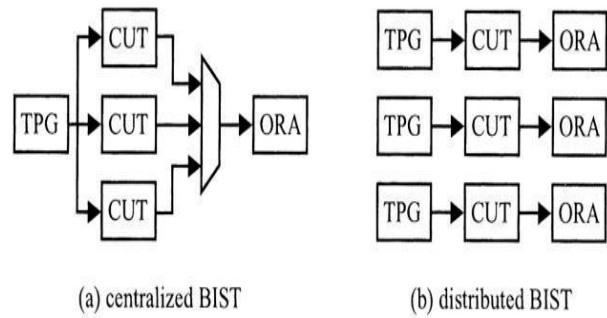 CUT
TPG
CUT
ORA
CUT
(a) centralized BIST
TPG CUT ORA
TPG CUT ORA
TPG CUT ORA
(b) distributed BIST